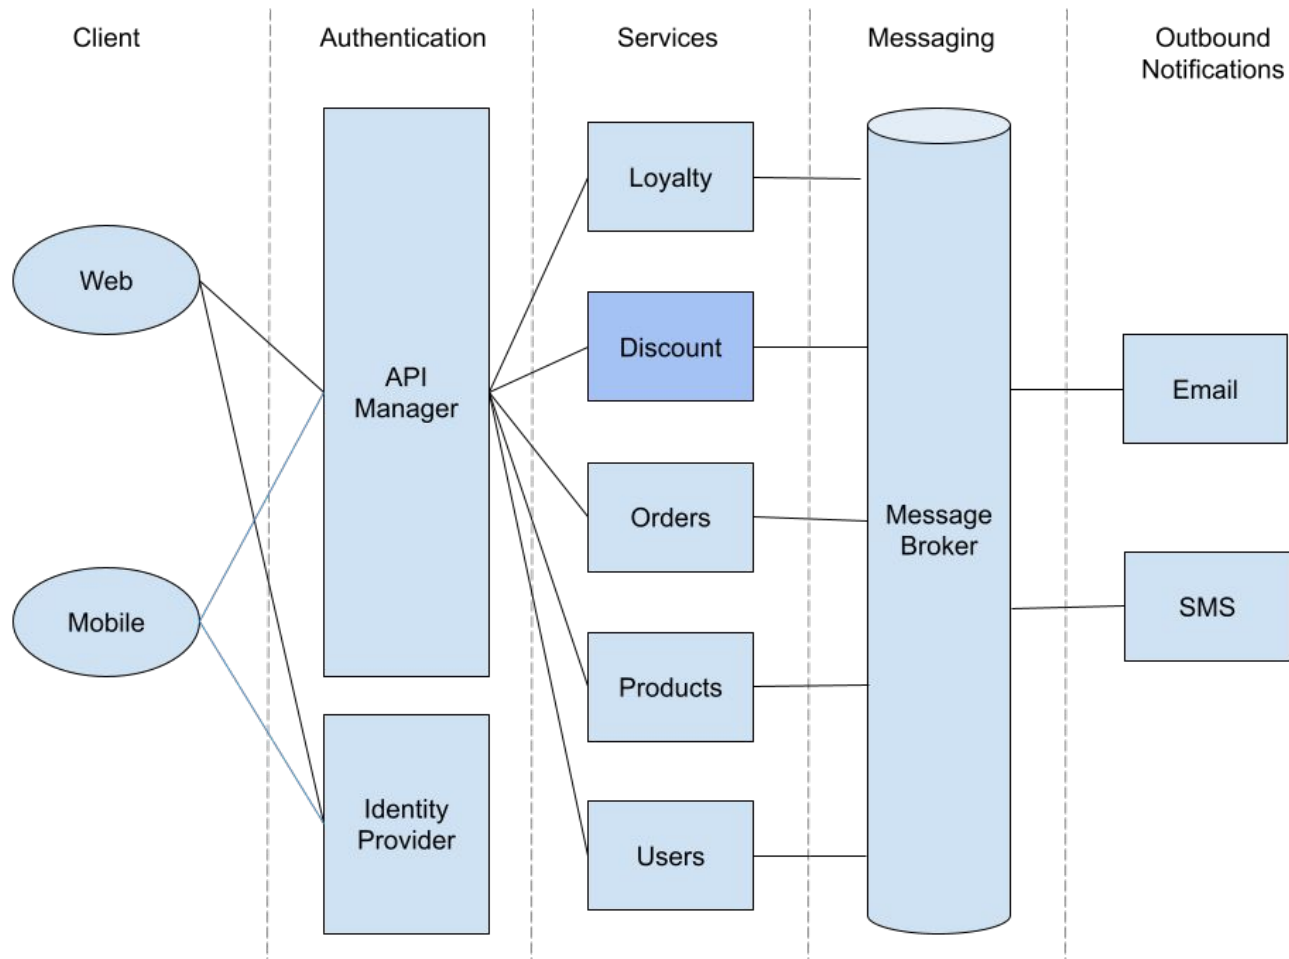 Client
Authentication
Services
Messaging
Outbound
Notifications
Web
Mobile
API
Manager
Identity
Provider
Loyalty
Discount
Orders
Products
Users
Message
Broker
Email
SMS